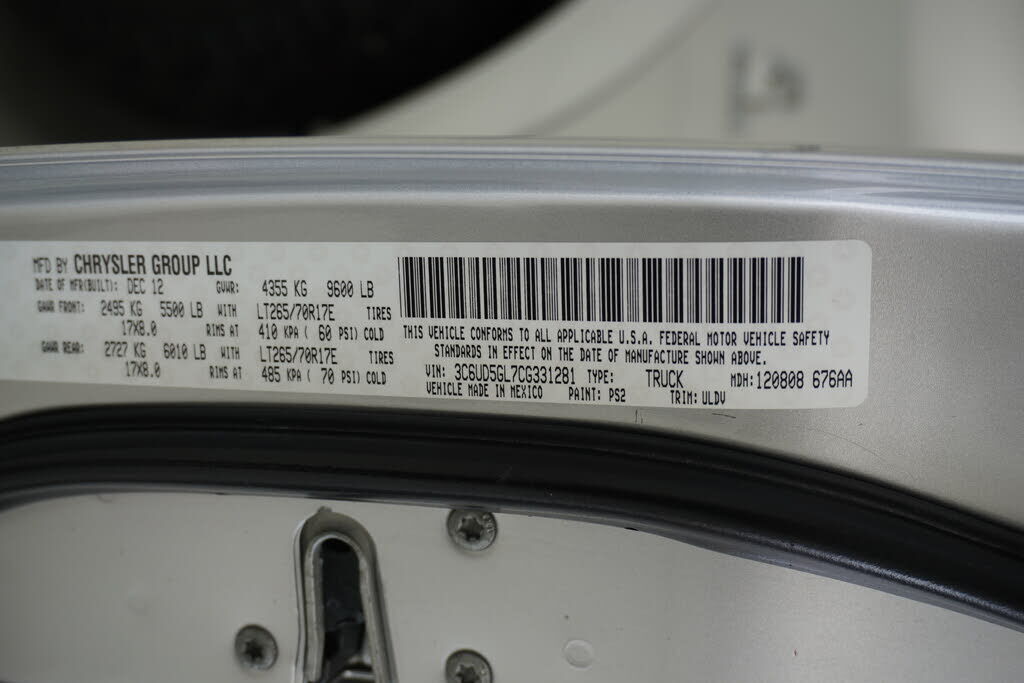 MFD BY CHRYSLER GROUP LLC
DATE OF MFR(BUILT): DEC 12 GVWR: 4355 KG 9600 LB
GAWR FRONT: 2495 KG 5500 LB WITH LT265/70R17E TIRES
17X8.0 RIMS AT 410 KPA ( 60 PSI) COLD
GAWR REAR: 2727 KG 6010 LB WITH LT265/70R17E TIRES
17X8.0 RIMS AT 485 KPA ( 70 PSI) COLD
THIS VEHICLE CONFORMS TO ALL APPLICABLE U.S.A. FEDERAL MOTOR VEHICLE SAFETY
STANDARDS IN EFFECT ON THE DATE OF MANUFACTURE SHOWN ABOVE.
VIN: 3C6UD5GL7CG331281 TYPE: TRUCK MDH: 120808 676AA
VEHICLE MADE IN MEXICO PAINT: PS2 TRIM: ULDV